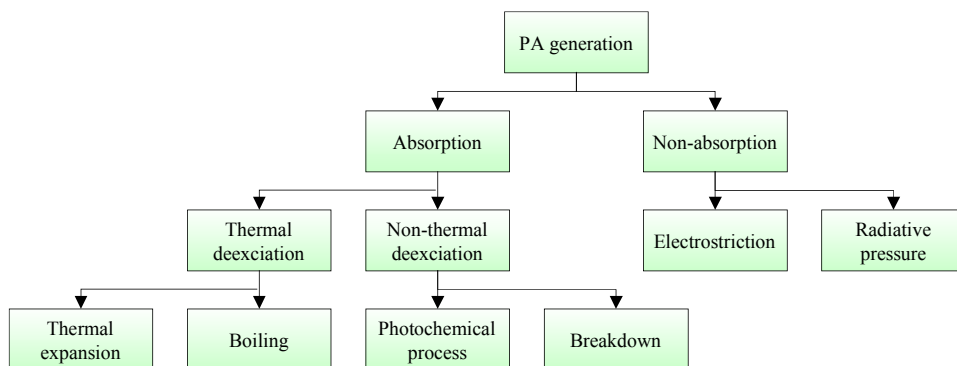 PA generation
Absorption
Non-absorption
Thermal
deexciation
Non-thermal
deexciation
Electrostriction
Radiative
pressure
Thermal
expansion
Boiling
Photochemical
process
Breakdown